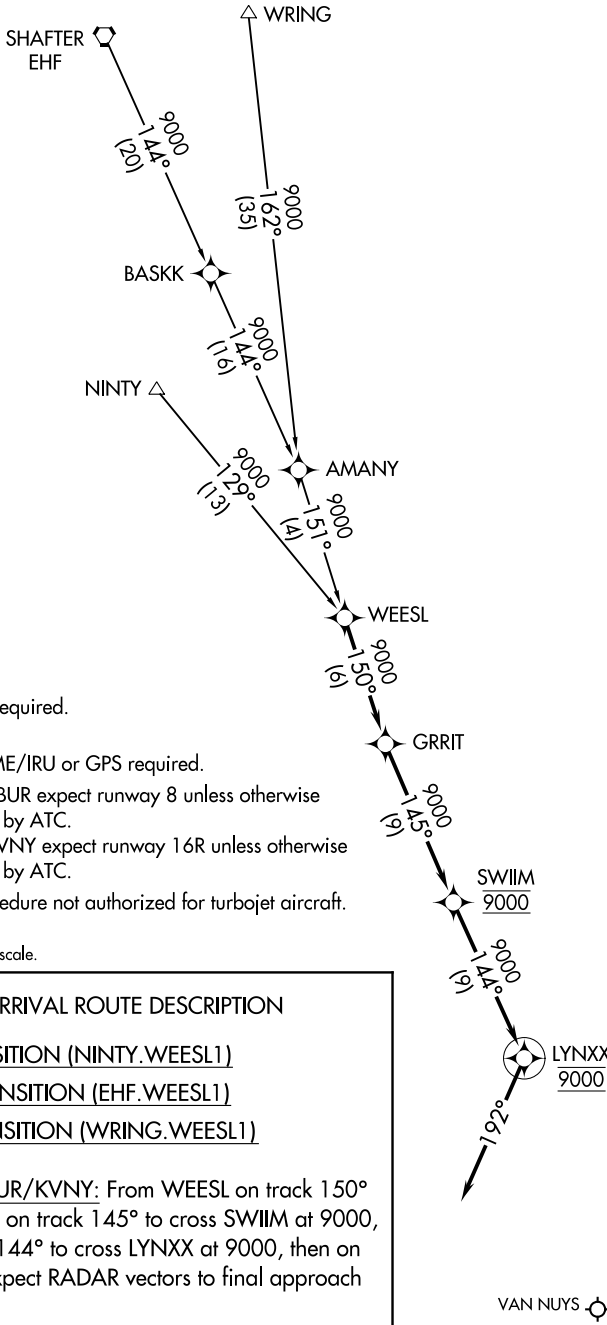 WRING
SHAFTER
EHF
9000
144°
(20)
9000
162°
(35)
BASKK
9000
144°
(16)
NINTY
AMANY
9000
129°
(13)
9000
151°
(4)
WEESL
9000
150°
(6)
GRRIT
equired.
ME/IRU or GPS required.
BUR expect runway 8 unless otherwise
by ATC.
VNY expect runway 16R unless otherwise
by ATC.
edure not authorized for turbojet aircraft.
scale.
9000
145°
(9)
SWIIM
9000
9000
144°
(9)
LYNXX
9000
192°
RRIVAL ROUTE DESCRIPTION
SITION (NINTY.WEESL1)
NSITION (EHF.WEESL1)
NSITION (WRING.WEESL1)
UR/KVNY: From WEESL on track 150°
on track 145° to cross SWIIM at 9000,
144° to cross LYNXX at 9000, then on
xpect RADAR vectors to final approach
VAN NUYS